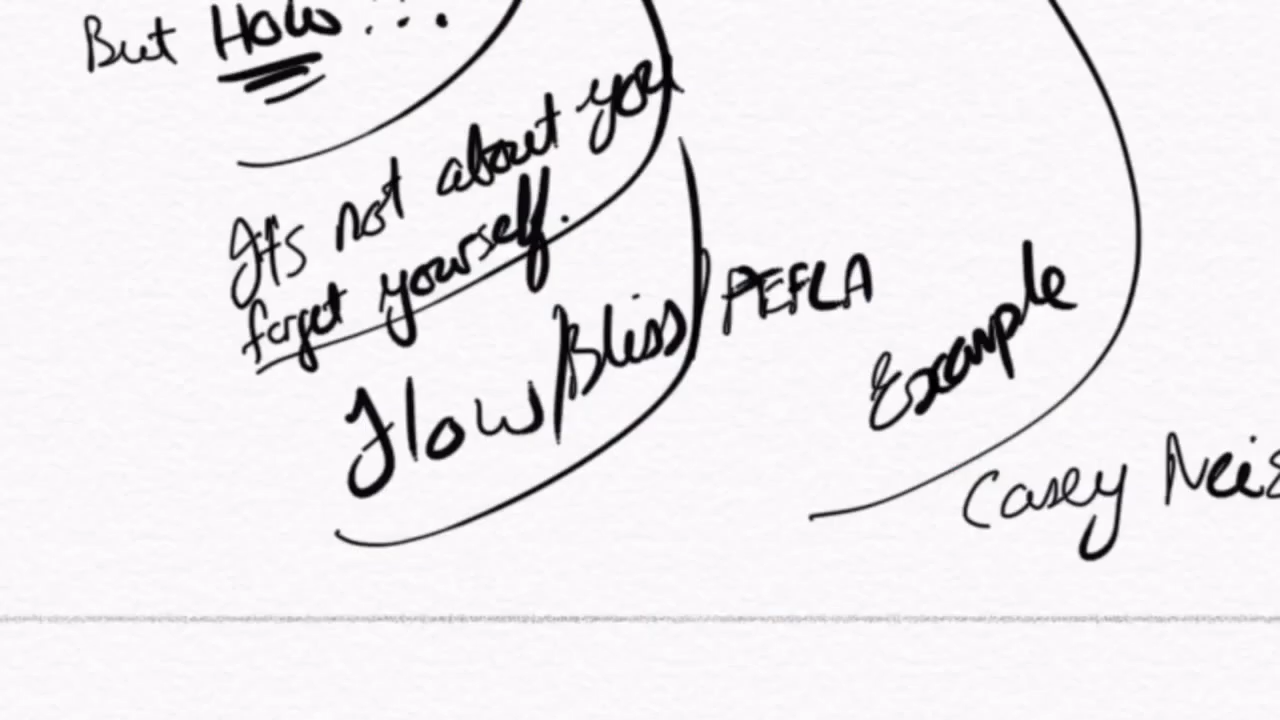 But How...
It's not about you
forget yourself.
Flow/Bliss/PEFLA
Example
Casey Neis